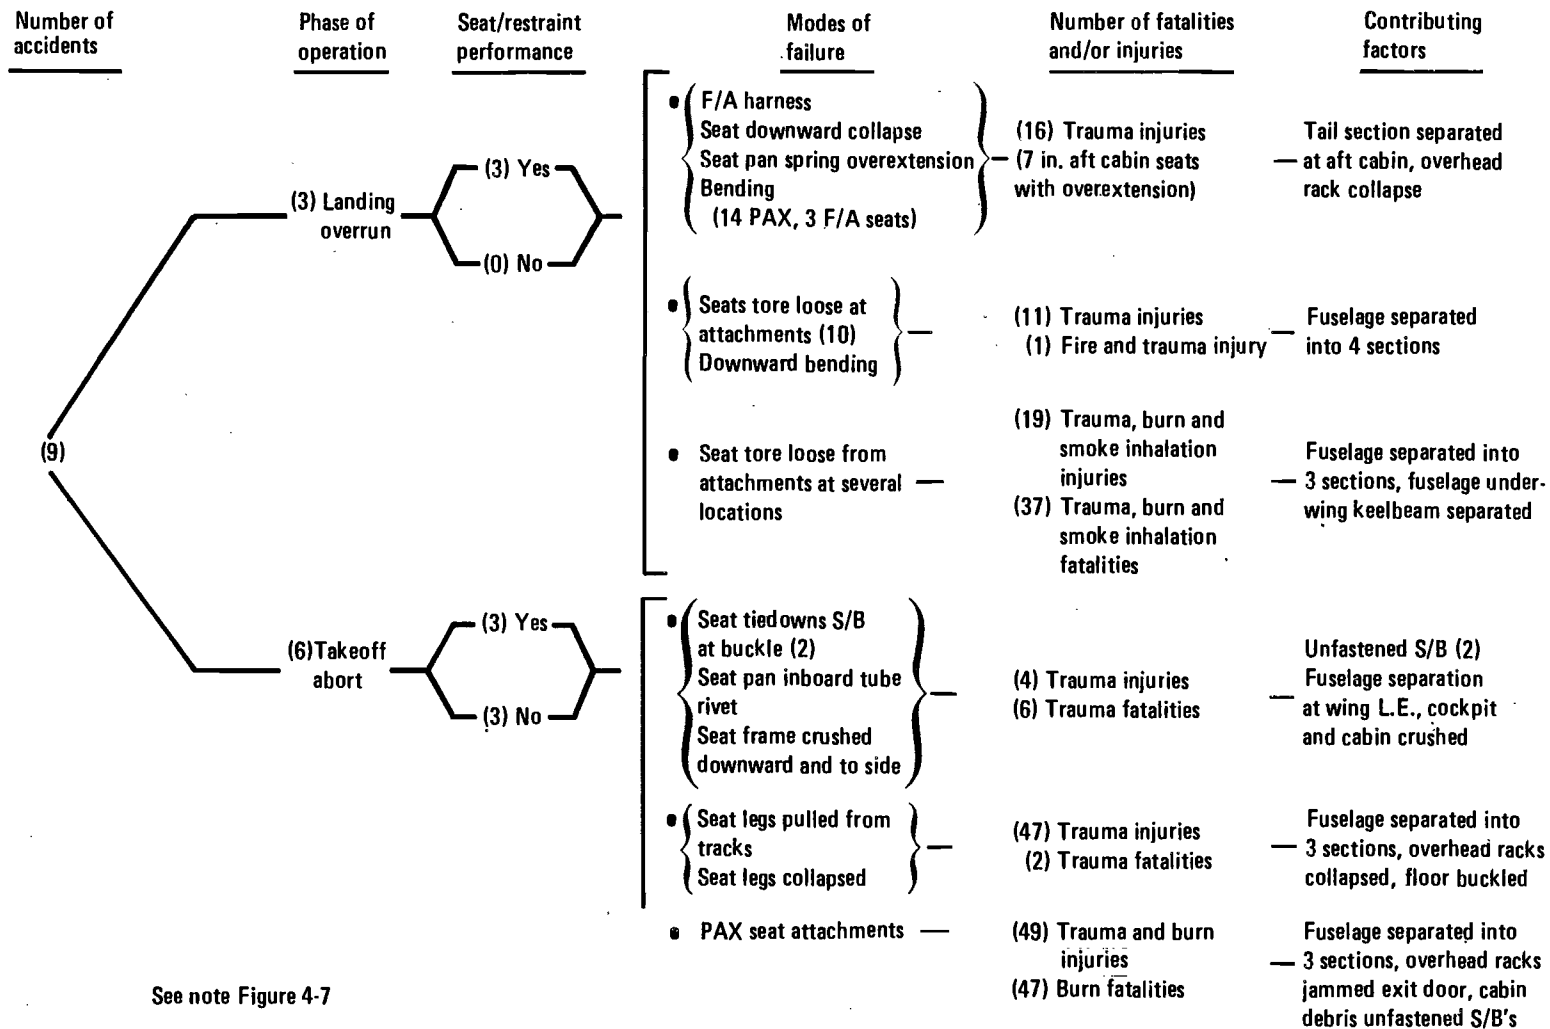 Number of
accidents
Phase of
operation
Seat/restraint
performance
Modes of
failure
Number of fatalities
and/or injuries
Contributing
factors
(9)
(3) Landing
overrun
(3) Yes
(0) No
• F/A harness
Seat downward collapse
Seat pan spring overextension
Bending
(14 PAX, 3 F/A seats)
(16) Trauma injuries
(7 in. aft cabin seats
with overextension)
Tail section separated
at aft cabin, overhead
rack collapse
• Seats tore loose at
attachments (10)
Downward bending
(11) Trauma injuries
(1) Fire and trauma injury
Fuselage separated
into 4 sections
• Seat tore loose from
attachments at several
locations
(19) Trauma, burn and
smoke inhalation
injuries
(37) Trauma, burn and
smoke inhalation
fatalities
Fuselage separated into
3 sections, fuselage under-
wing keelbeam separated
(6)Takeoff
abort
(3) Yes
(3) No
• Seat tiedowns S/B
at buckle (2)
Seat pan inboard tube
rivet
Seat frame crushed
downward and to side
(4) Trauma injuries
(6) Trauma fatalities
Unfastened S/B (2)
Fuselage separation
at wing L.E., cockpit
and cabin crushed
• Seat legs pulled from
tracks
Seat legs collapsed
(47) Trauma injuries
(2) Trauma fatalities
Fuselage separated into
3 sections, overhead racks
collapsed, floor buckled
• PAX seat attachments
(49) Trauma and burn
injuries
(47) Burn fatalities
Fuselage separated into
3 sections, overhead racks
jammed exit door, cabin
debris unfastened S/B's
See note Figure 4-7